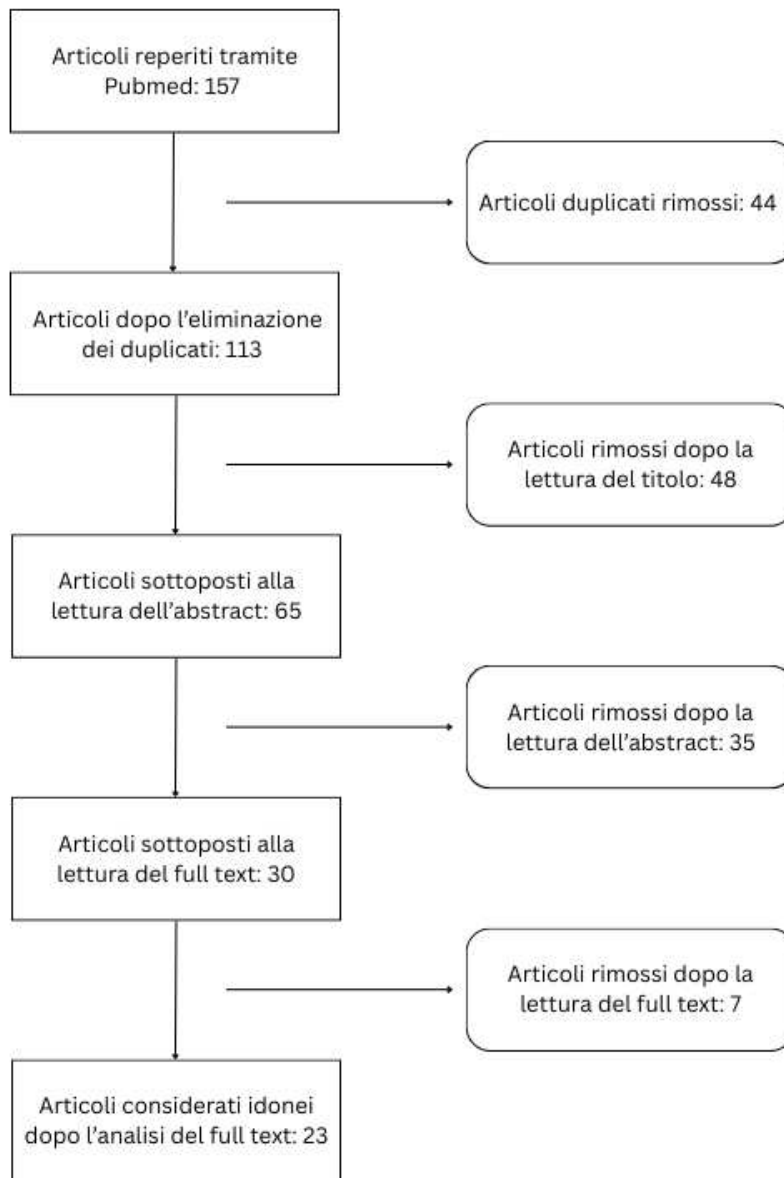 Articoli reperiti tramite
Pubmed: 157
Articoli duplicati rimossi: 44
Articoli dopo l'eliminazione
dei duplicati: 113
Articoli rimossi dopo la
lettura del titolo: 48
Articoli sottoposti alla
lettura dell'abstract: 65
Articoli rimossi dopo la
lettura dell'abstract: 35
Articoli sottoposti alla
lettura del full text: 30
Articoli rimossi dopo la
lettura del full text: 7
Articoli considerati idonei
dopo l'analisi del full text: 23